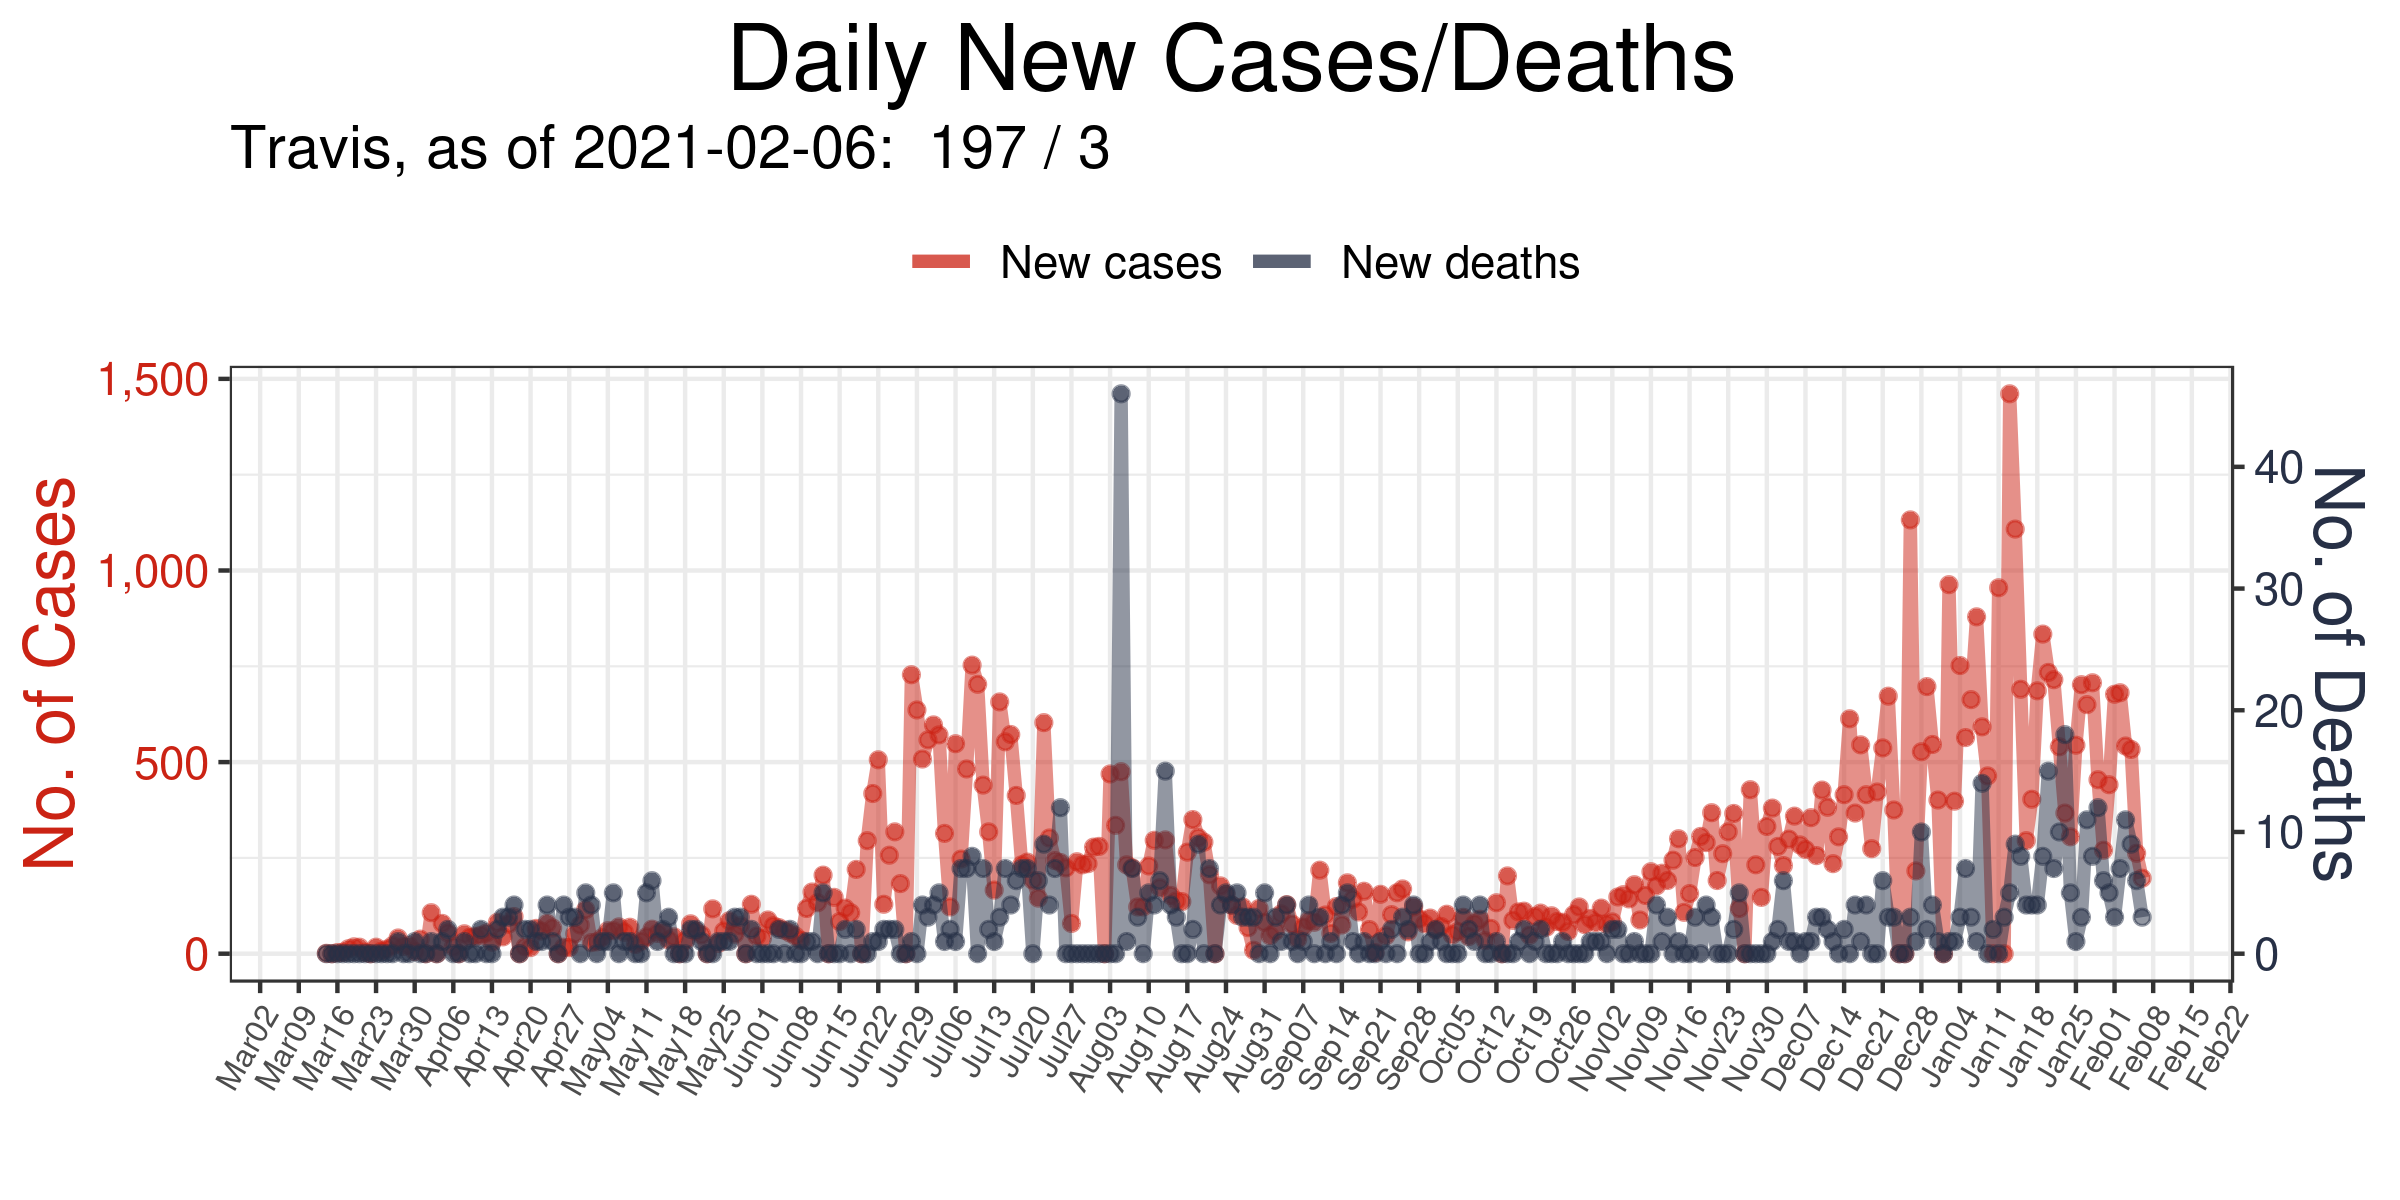 Daily New Cases/Deaths
Travis, as of 2021-02-06: 197 / 3
New cases New deaths
No. of Cases
1,500
1,000
500
0
No. of Deaths
40
30
20
10
0
Mar02 Mar09 Mar16 Mar23 Mar30 Apr06 Apr13 Apr20 Apr27 May04 May11 May18 May25 Jun01 Jun08 Jun15 Jun22 Jun29 Jul06 Jul13 Jul20 Jul27 Aug03 Aug10 Aug17 Aug24 Aug31 Sep07 Sep14 Sep21 Sep28 Oct05 Oct12 Oct19 Oct26 Nov02 Nov09 Nov16 Nov23 Nov30 Dec07 Dec14 Dec21 Dec28 Jan04 Jan11 Jan18 Jan25 Feb01 Feb08 Feb15 Feb22